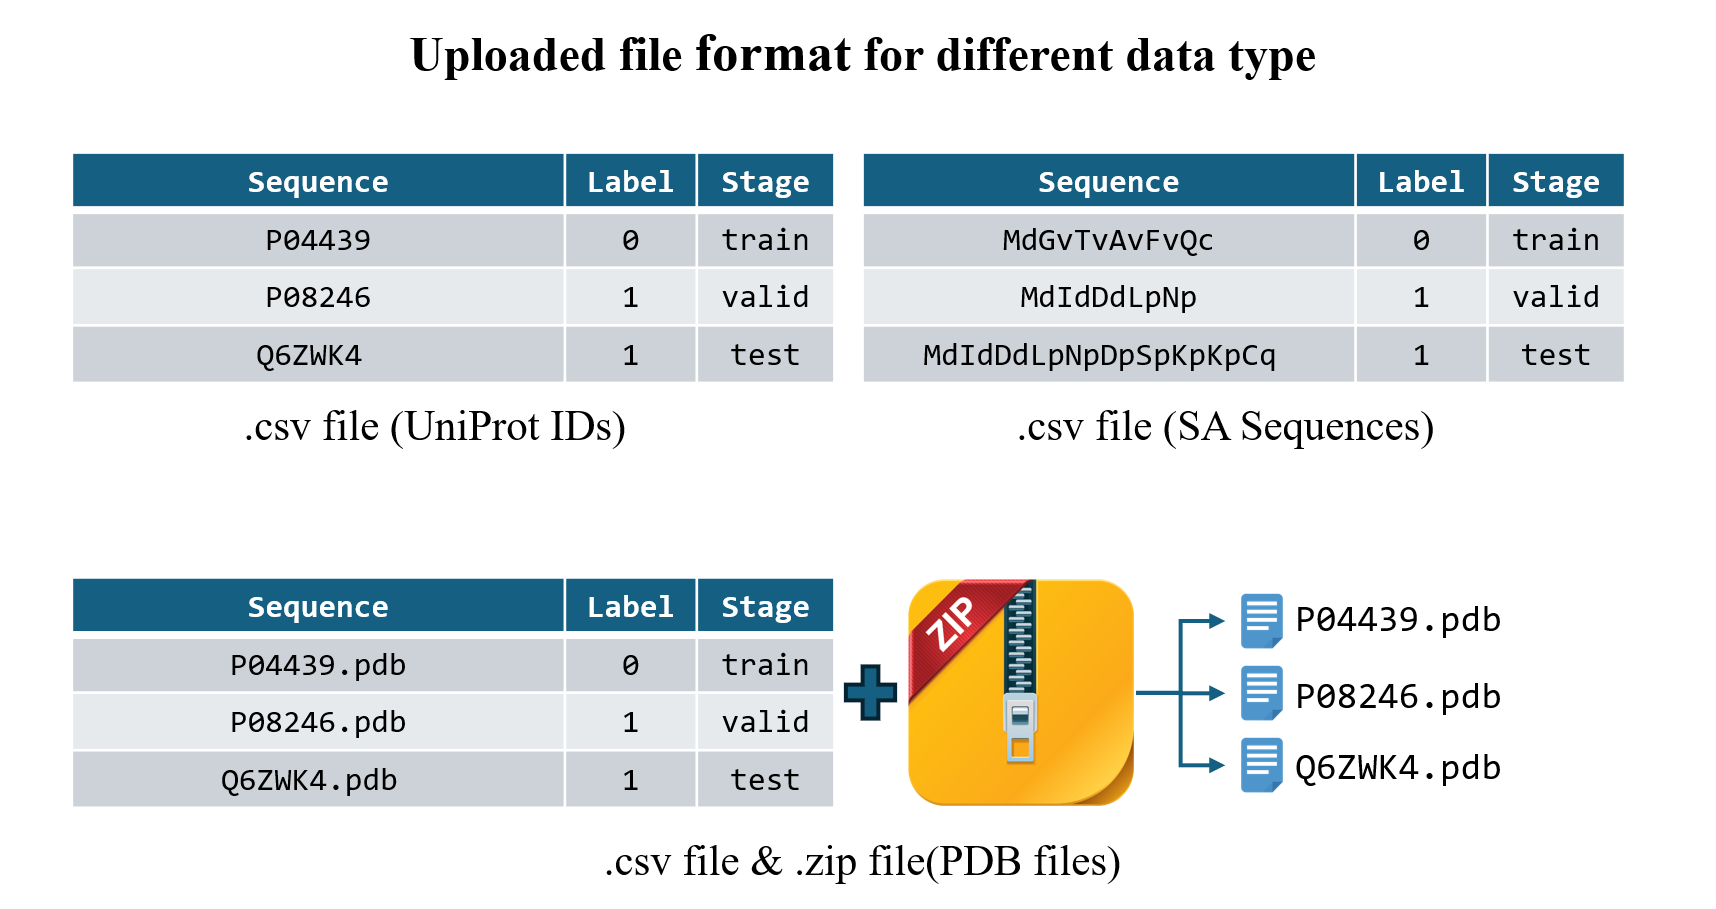 Uploaded file format for different data type
Sequence Label Stage
P04439 0 train
P08246 1 valid
Q6ZWK4 1 test
.csv file (UniProt IDs)
Sequence Label Stage
MdGvTvAvFvQc 0 train
MdIdDdLpNp 1 valid
MdIdDdLpNpDpSpKpKpCq 1 test
.csv file (SA Sequences)
Sequence Label Stage
P04439.pdb 0 train
P08246.pdb 1 valid
Q6ZWK4.pdb 1 test
ZIP
P04439.pdb
P08246.pdb
Q6ZWK4.pdb
.csv file & .zip file(PDB files)